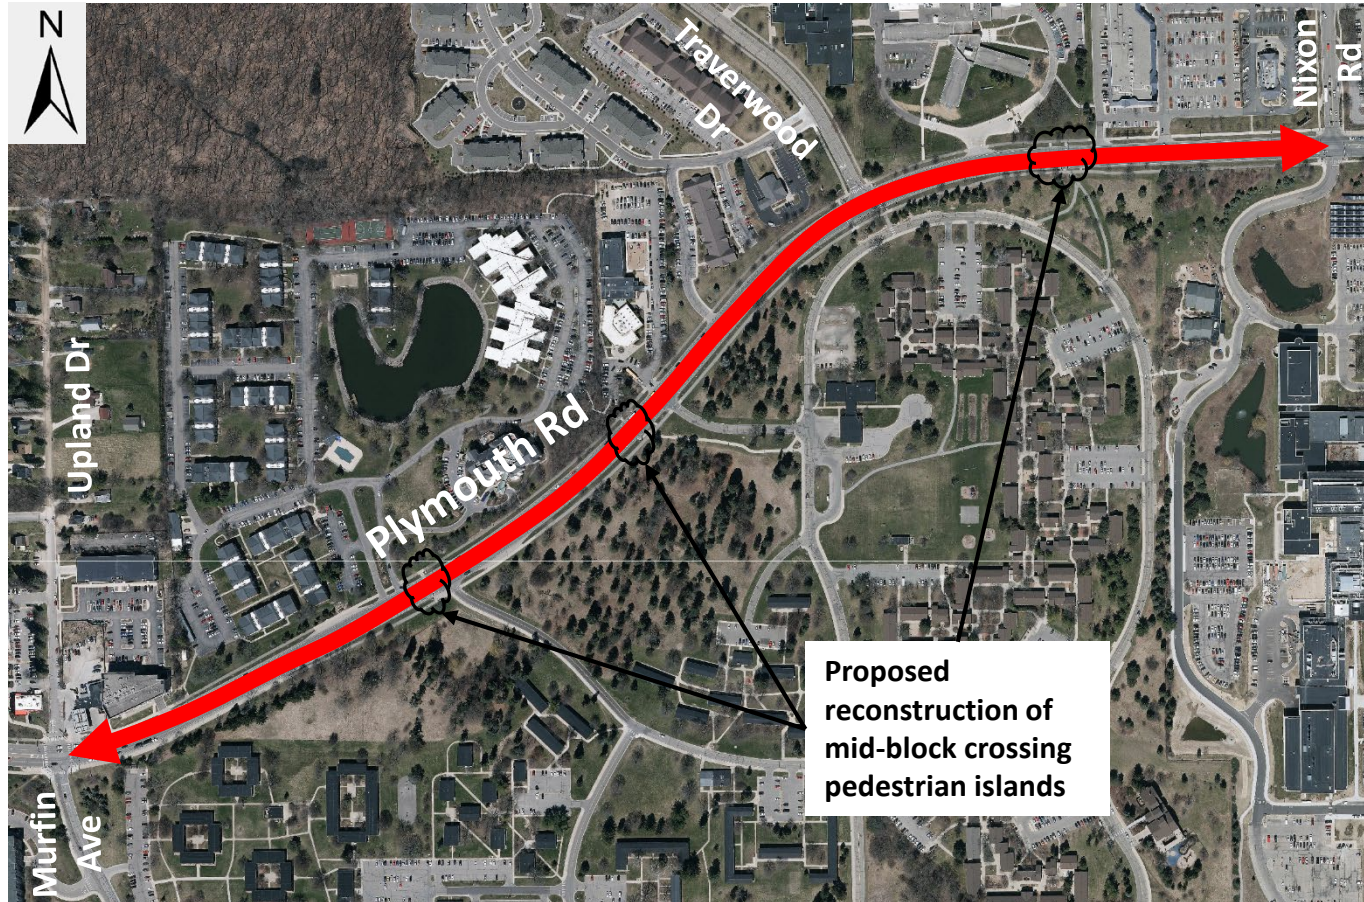 N
Traverwood
Dr
Nixon
Rd
Upland Dr
Plymouth Rd
Proposed
reconstruction of
mid-block crossing
pedestrian islands
Murfin
Ave